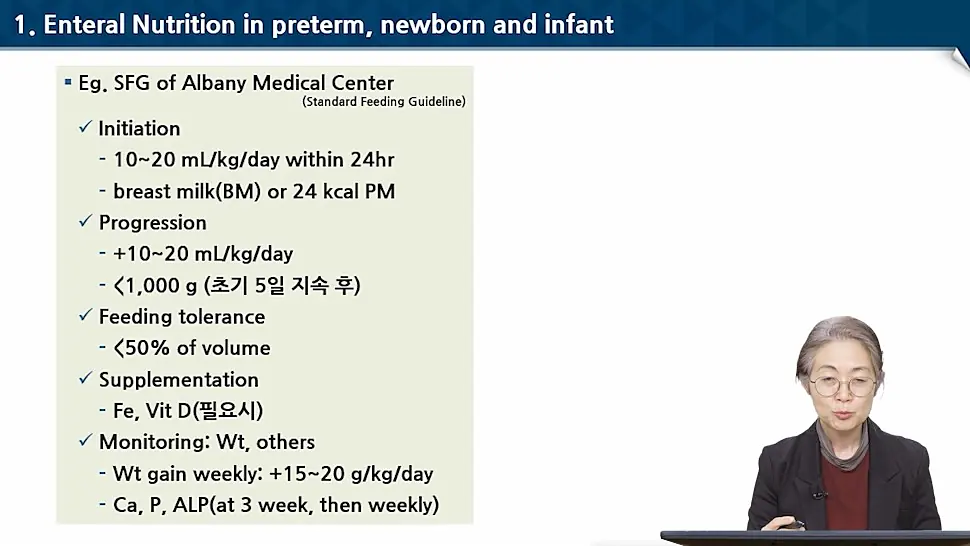 1. Enteral Nutrition in preterm, newborn and infant
▪ Eg. SFG of Albany Medical Center
(Standard Feeding Guideline)
✓ Initiation
- 10~20 mL/kg/day within 24hr
- breast milk(BM) or 24 kcal PM
✓ Progression
- +10~20 mL/kg/day
- <1,000 g (초기 5일 지속 후)
✓ Feeding tolerance
- <50% of volume
✓ Supplementation
- Fe, Vit D(필요시)
✓ Monitoring: Wt, others
- Wt gain weekly: +15~20 g/kg/day
- Ca, P, ALP(at 3 week, then weekly)